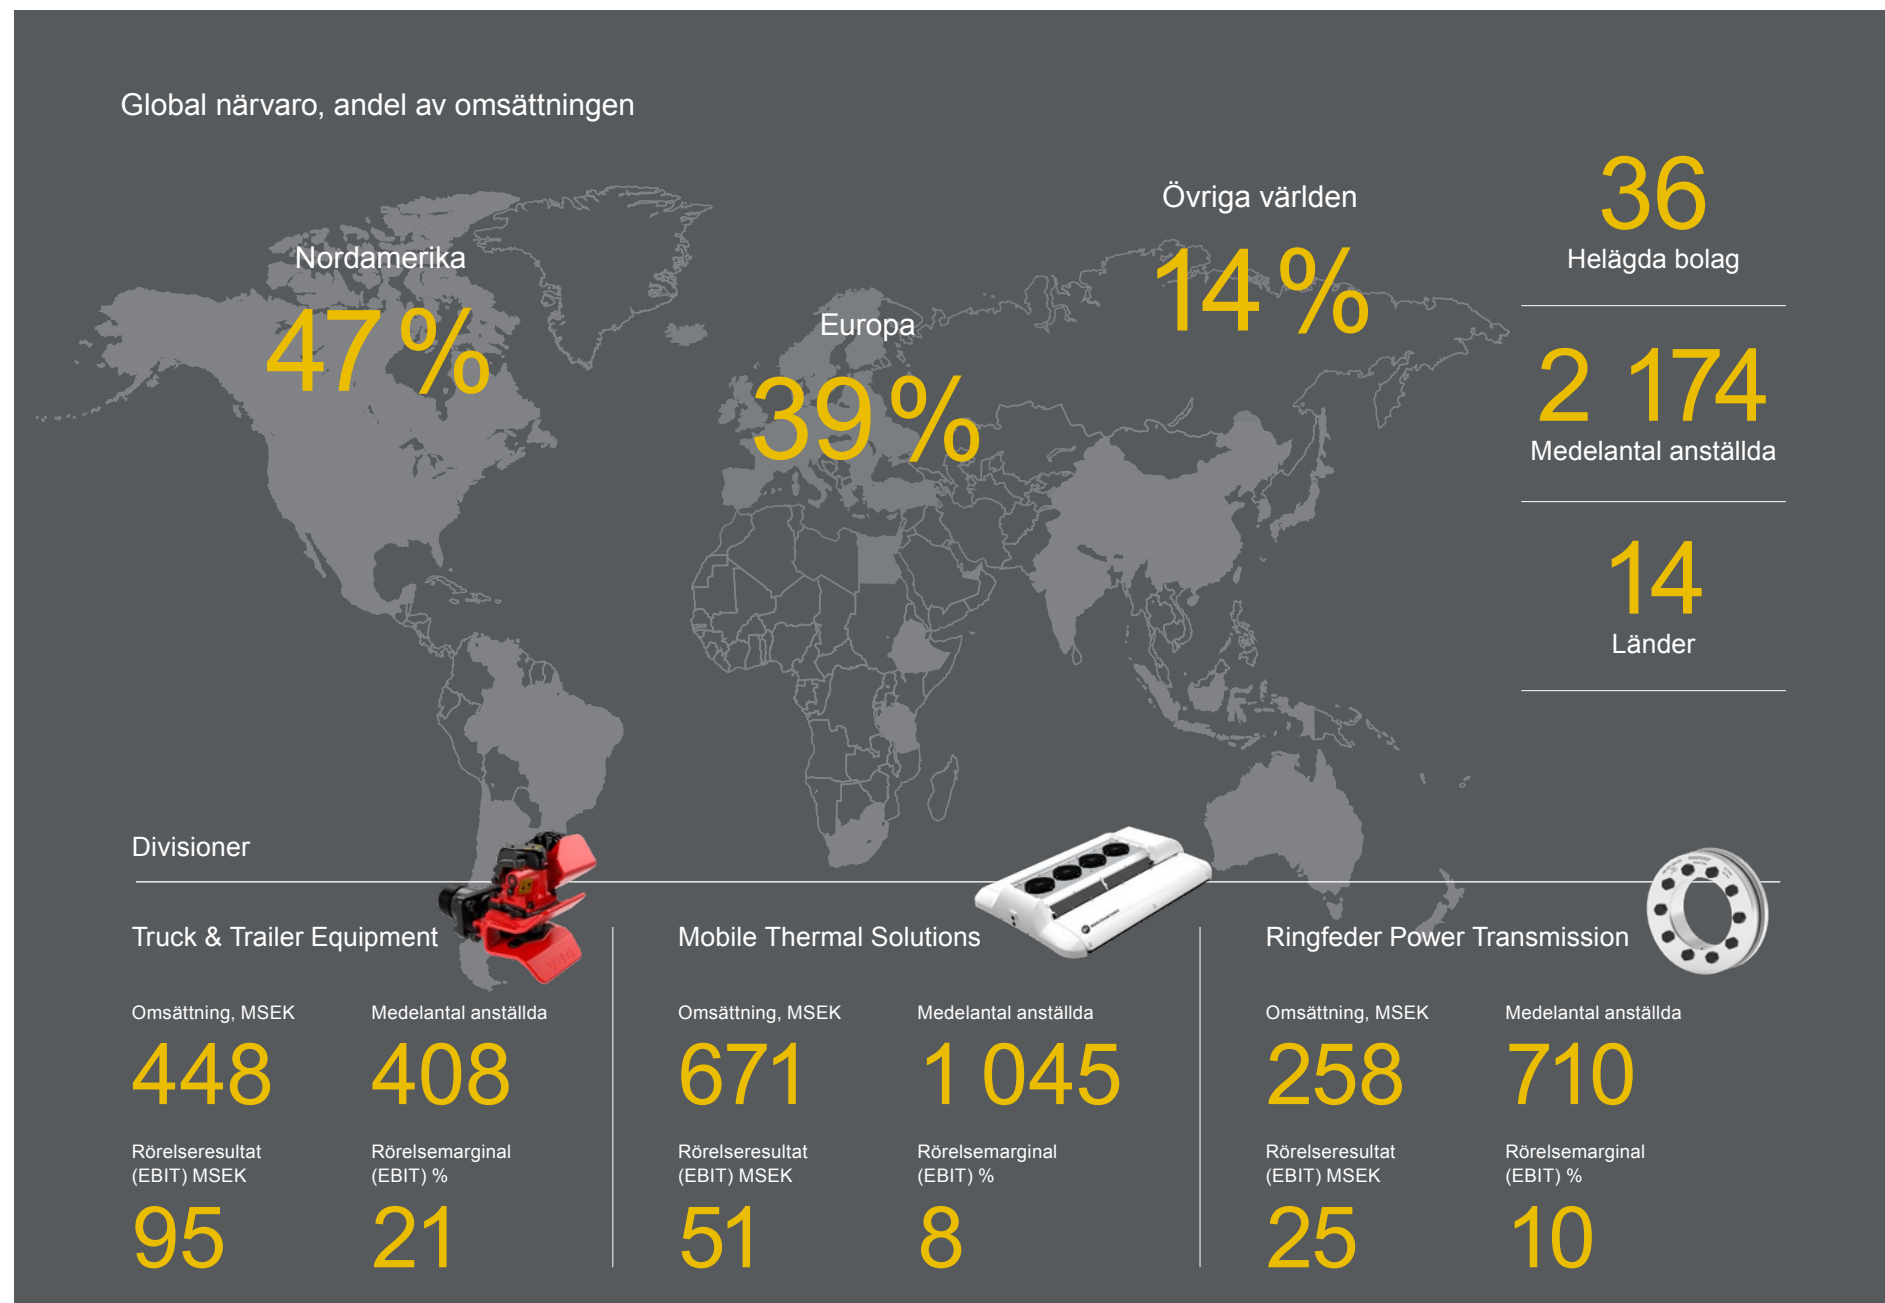 Global närvaro, andel av omsättningen
Nordamerika
47 %
Europa
39 %
Övriga världen
14 %
36
Helägda bolag
2 174
Medelantal anställda
14
Länder
Divisioner
Truck & Trailer Equipment
Omsättning, MSEK
448
Medelantal anställda
408
Rörelseresultat
(EBIT) MSEK
95
Rörelsemarginal
(EBIT) %
21
Mobile Thermal Solutions
Omsättning, MSEK
671
Medelantal anställda
1 045
Rörelseresultat
(EBIT) MSEK
51
Rörelsemarginal
(EBIT) %
8
Ringfeder Power Transmission
Omsättning, MSEK
258
Medelantal anställda
710
Rörelseresultat
(EBIT) MSEK
25
Rörelsemarginal
(EBIT) %
10